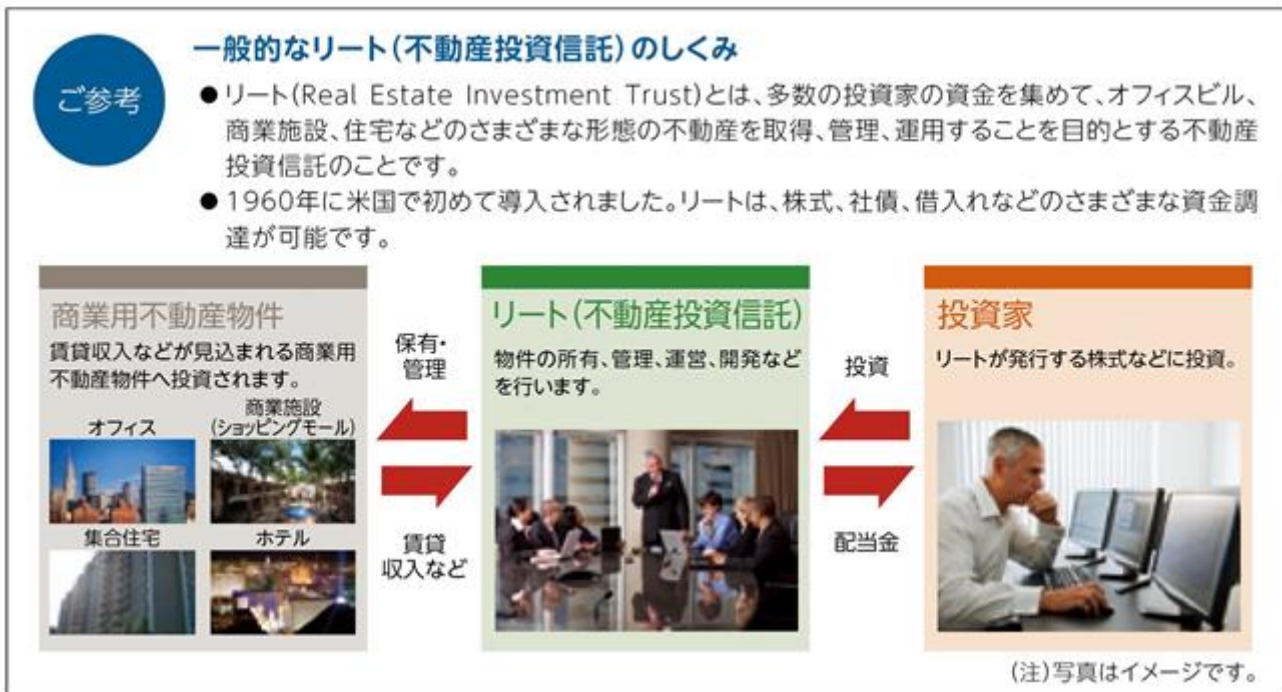 ご参考
一般的なリート(不動産投資信託)のしくみ
●リート(Real Estate Investment Trust)とは、多数の投資家の資金を集めて、オフィスビル、
商業施設、住宅などのさまざまな形態の不動産を取得、管理、運用することを目的とする不動産
投資信託のことです。
●1960年に米国で初めて導入されました。リートは、株式、社債、借入れなどのさまざまな資金調
達が可能です。
商業用不動産物件
賃貸収入などが見込まれる商業用
不動産物件へ投資されます。
オフィス
商業施設
(ショッピングモール)
集合住宅
ホテル
保有・
管理
賃貸
収入など
リート(不動産投資信託)
物件の所有、管理、運営、開発など
を行います。
投資
配当金
投資家
リートが発行する株式などに投資。
(注)写真はイメージです。